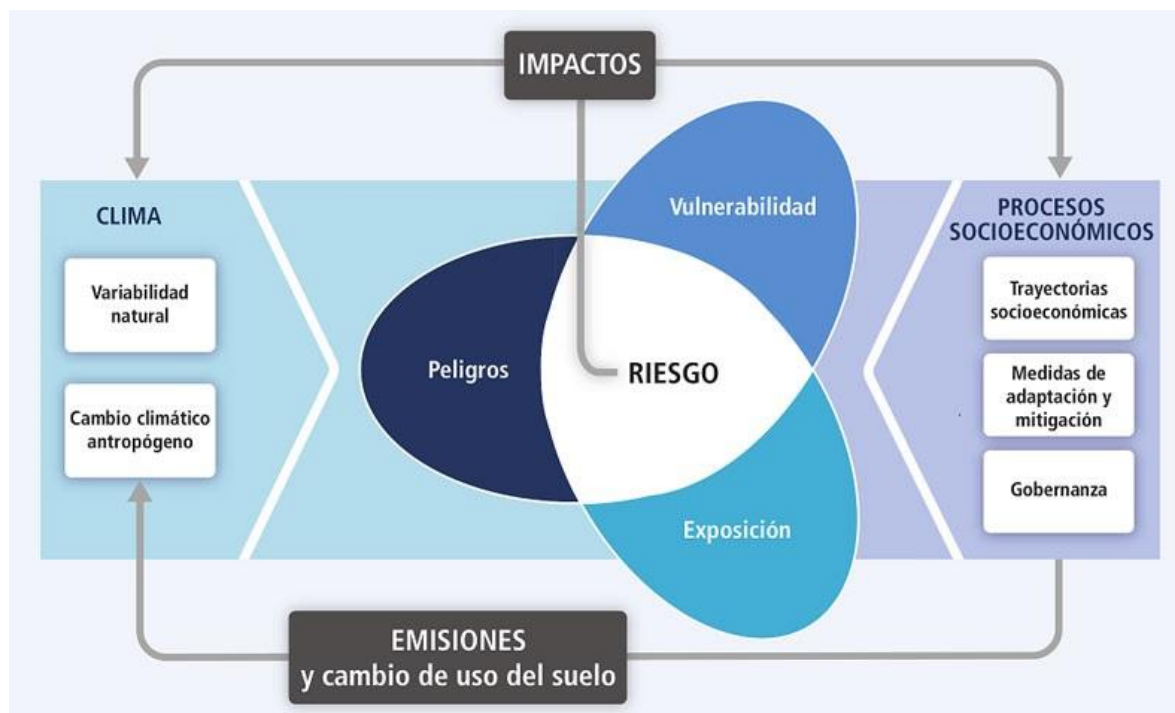 IMPACTOS
CLIMA
Variabilidad
natural
Cambio climático
antropógeno
Vulnerabilidad
Peligros
RIESGO
Exposición
PROCESOS
SOCIOECONÓMICOS
Trayectorias
socioeconómicas
Medidas de
adaptación y
mitigación
Gobernanza
EMISIONES
y cambio de uso del suelo